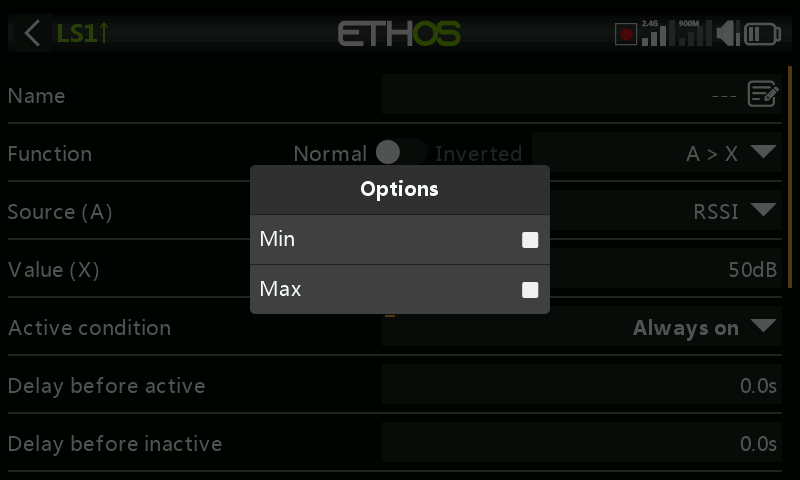 LS1↑ ETHOS 2.4G 900M
Name ---
Function Normal Inverted A > X
Options
Source (A) RSSI
Min
Value (X) 50dB
Max
Active condition Always on
Delay before active 0.0s
Delay before inactive 0.0s